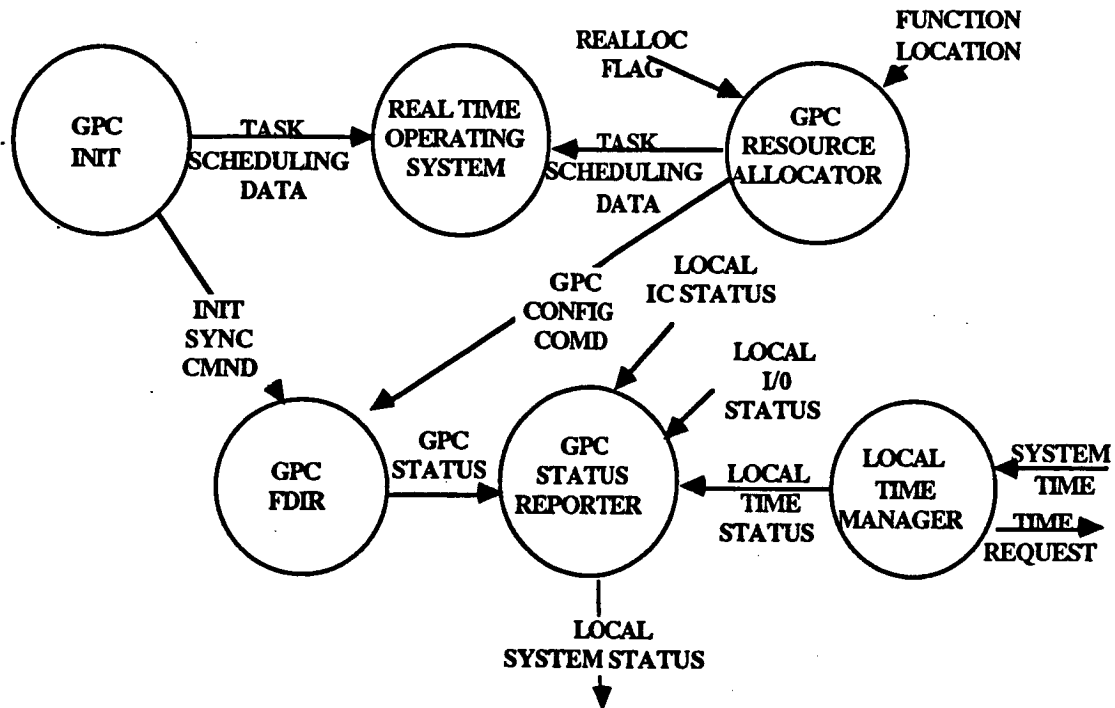 FUNCTION
LOCATION
REALLOC
FLAG
GPC
INIT
TASK
SCHEDULING
DATA
REAL TIME
OPERATING
SYSTEM
TASK
SCHEDULING
DATA
GPC
RESOURCE
ALLOCATOR
INIT
SYNC
CMND
GPC
CONFIG
COMD
LOCAL
IC STATUS
LOCAL
I/0
STATUS
GPC
FDIR
GPC
STATUS
GPC
STATUS
REPORTER
LOCAL
TIME
STATUS
LOCAL
TIME
MANAGER
SYSTEM
TIME
TIME
REQUEST
LOCAL
SYSTEM STATUS